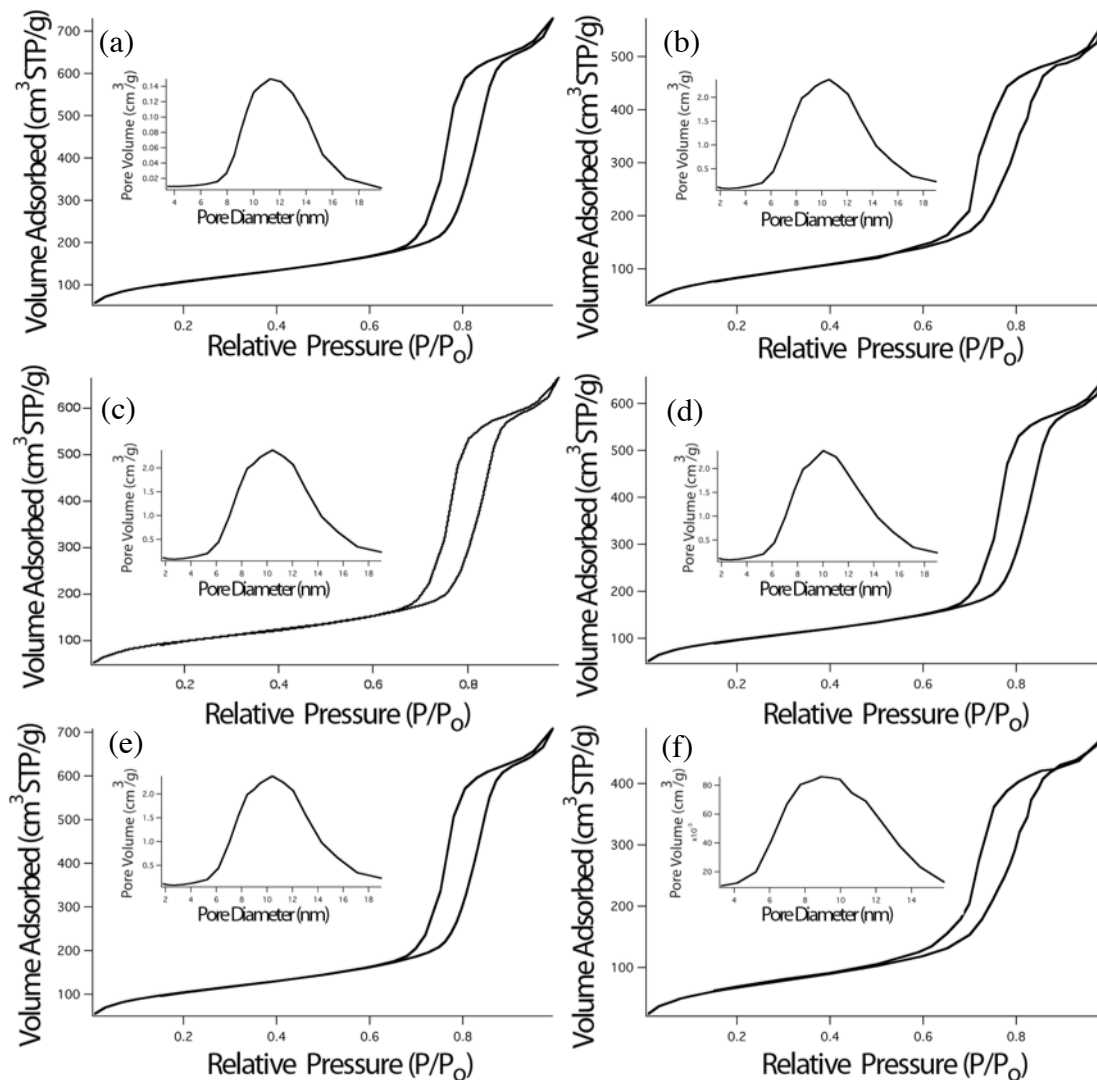 (a)
Volume Adsorbed (cm³STP/g)
700
600
500
400
300
200
100
0.2 0.4 0.6 0.8
Relative Pressure (P/Po)
Pore Volume (cm³/g)
0.14
0.12
0.10
0.08
0.06
0.04
0.02
4 6 8 10 12 14 16 18
Pore Diameter (nm)
(b)
Volume Adsorbed (cm³STP/g)
500
400
300
200
100
0.2 0.4 0.6 0.8
Relative Pressure (P/Po)
Pore Volume (cm³/g)
2.0
1.5
1.0
0.5
2 4 6 8 10 12 14 16 18
Pore Diameter (nm)
(c)
Volume Adsorbed (cm³STP/g)
600
500
400
300
200
100
0.2 0.4 0.6 0.8
Relative Pressure (P/Po)
Pore Volume (cm³/g)
2.0
1.5
1.0
0.5
2 4 6 8 10 12 14 16 18
Pore Diameter (nm)
(d)
Volume Adsorbed (cm³STP/g)
600
500
400
300
200
100
0.2 0.4 0.6 0.8
Relative Pressure (P/Po)
Pore Volume (cm³/g)
2.0
1.5
1.0
0.5
2 4 6 8 10 12 14 16 18
Pore Diameter (nm)
(e)
Volume Adsorbed (cm³STP/g)
700
600
500
400
300
200
100
0.2 0.4 0.6 0.8
Relative Pressure (P/Po)
Pore Volume (cm³/g)
2.0
1.5
1.0
0.5
2 4 6 8 10 12 14 16 18
Pore Diameter (nm)
(f)
Volume Adsorbed (cm³STP/g)
400
300
200
100
0.2 0.4 0.6 0.8
Relative Pressure (P/Po)
Pore Volume (cm³/g)
x10⁻³
80
60
40
20
4 6 8 10 12 14
Pore Diameter (nm)